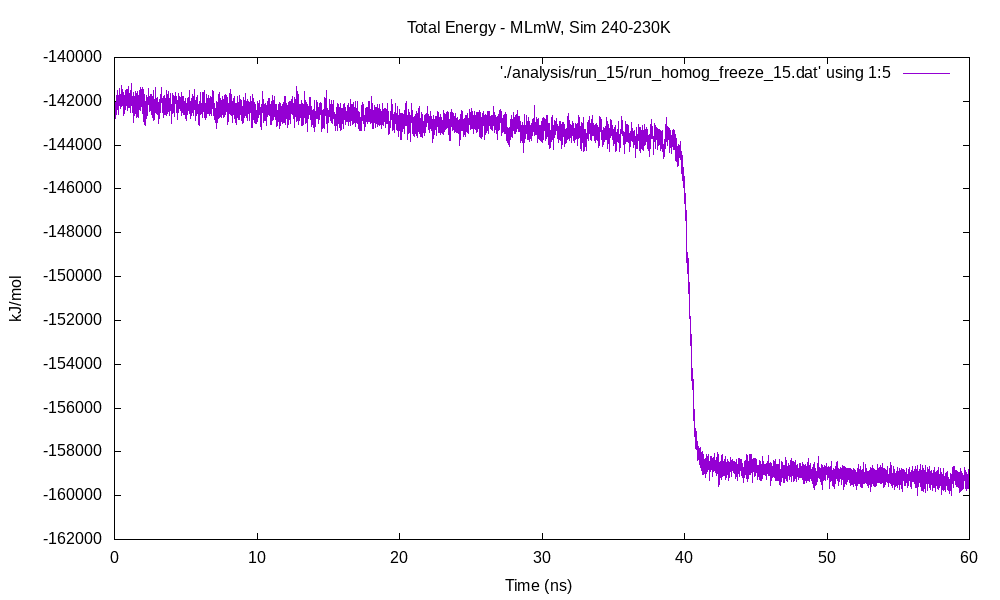 Total Energy - MLmW, Sim 240-230K
'./analysis/run_15/run_homog_freeze_15.dat' using 1:5
-140000
-142000
-144000
-146000
-148000
-150000
-152000
-154000
-156000
-158000
-160000
-162000
kJ/mol
0 10 20 30 40 50 60
Time (ns)